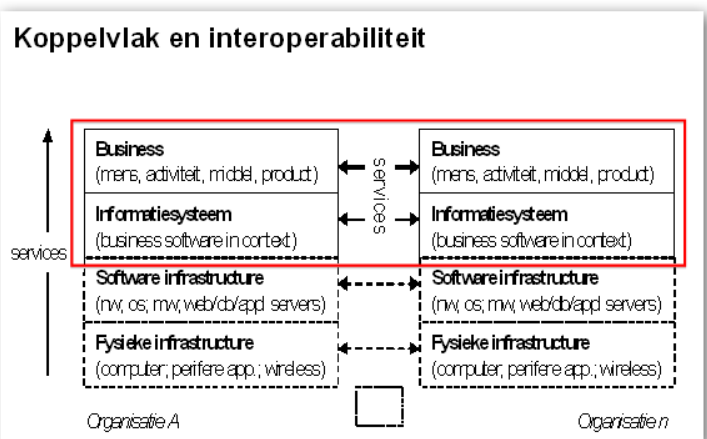 Koppelvlak en interoperabiliteit
Business
(mens, activiteit, middel, product)
Informatiesysteem
(business software in context)
Software infrastructure
(nw, os; mw, web/db/appl servers)
Fysieke infrastructure
(computer; perifere app.; wireless)
Organisatie A
services
services
Business
(mens, activiteit, middel, product)
Informatiesysteem
(business software in context)
Software infrastructure
(nw, os; mw, web/db/appl servers)
Fysieke infrastructure
(computer; perifere app.; wireless)
Organisatie n